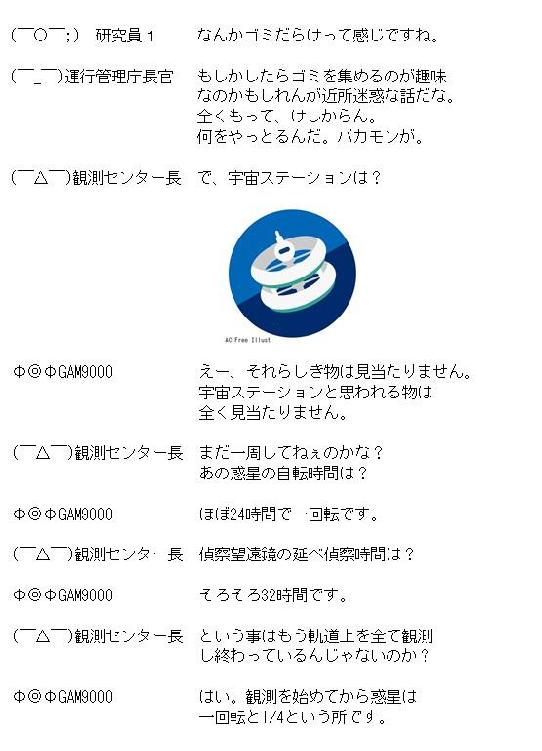 (￣○￣;) 研究員１ なんかゴミだらけって感じですね。
(￣_￣)運行管理庁長官 もしかしたらゴミを集めるのが趣味
なのかもしれんが近所迷惑な話だな。
全くもって、けしからん。
何をやっとるんだ。バカモンが。
(￣△￣)観測センター長 で、宇宙ステーションは？
AC Free Illust
Φ◎ΦGAM9000 えー、それらしき物は見当たりません。
宇宙ステーションと思われる物は
全く見当たりません。
(￣△￣)観測センター長 まだ一周してねぇのかな？
あの惑星の自転時間は？
Φ◎ΦGAM9000 ほぼ24時間で一回転です。
(￣△￣)観測センター長 偵察望遠鏡の延べ偵察時間は？
Φ◎ΦGAM9000 そろそろ32時間です。
(￣△￣)観測センター長 という事はもう軌道上を全て観測
し終わっているんじゃないのか？
Φ◎ΦGAM9000 はい。観測を始めてから惑星は
一回転と1/4という所です。